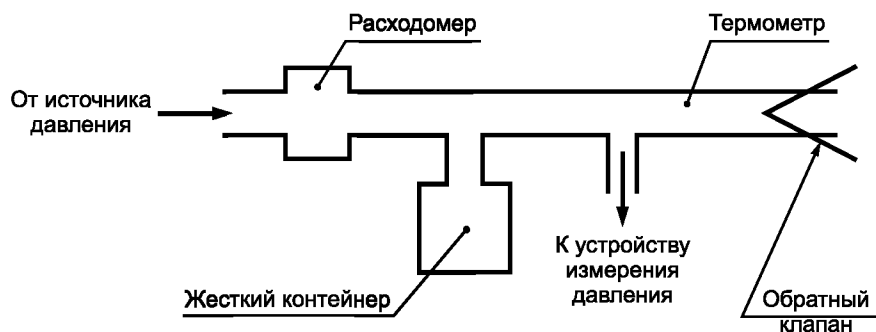 Расходомер
Термометр
От источника
давления
К устройству
измерения
давления
Жесткий контейнер
Обратный
клапан